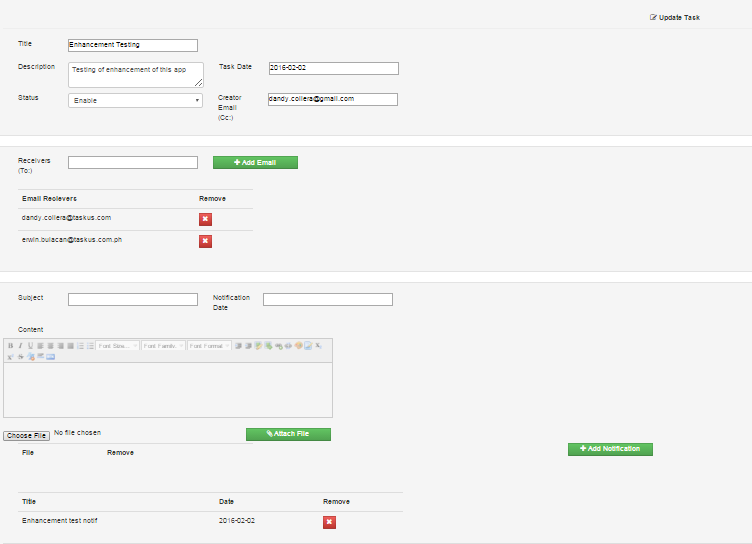 Update Task
Title Enhancement Testing
Description Testing of enhancement of this app Task Date 2016-02-02
Status Enable Creator Email (Cc:) dandy.collera@gmail.com
Receivers (To:) Add Email
Email Recievers Remove
dandy.collera@taskus.com
erwin.bulacan@taskus.com.ph
Subject Notification Date
Content
B I U Font Size... Font Family. Font Format
Choose File No file chosen Attach File
Add Notification
File Remove
Title Date Remove
Enhancement test notif 2016-02-02